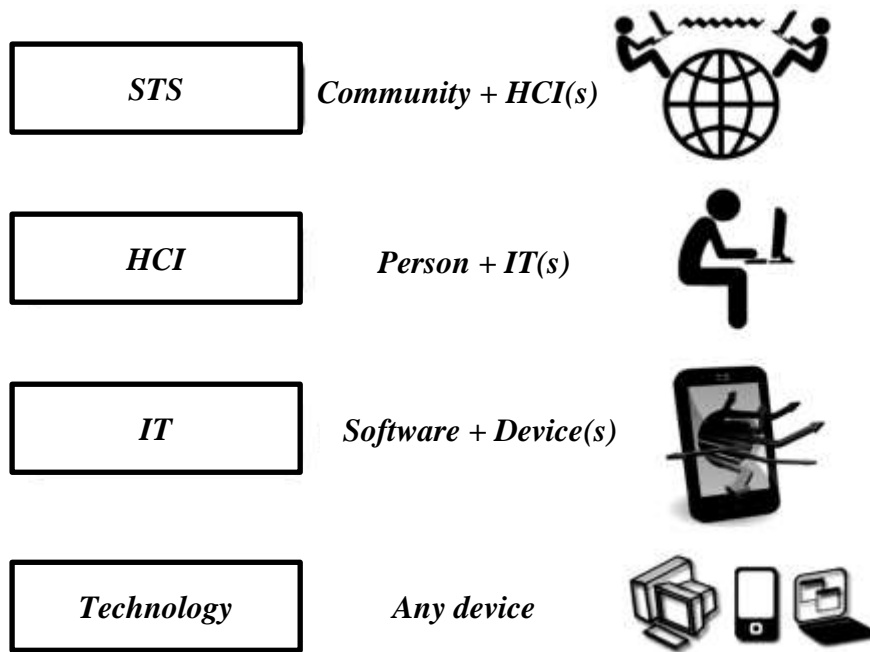 STS Community + HCI(s)
HCI Person + IT(s)
IT Software + Device(s)
Technology Any device